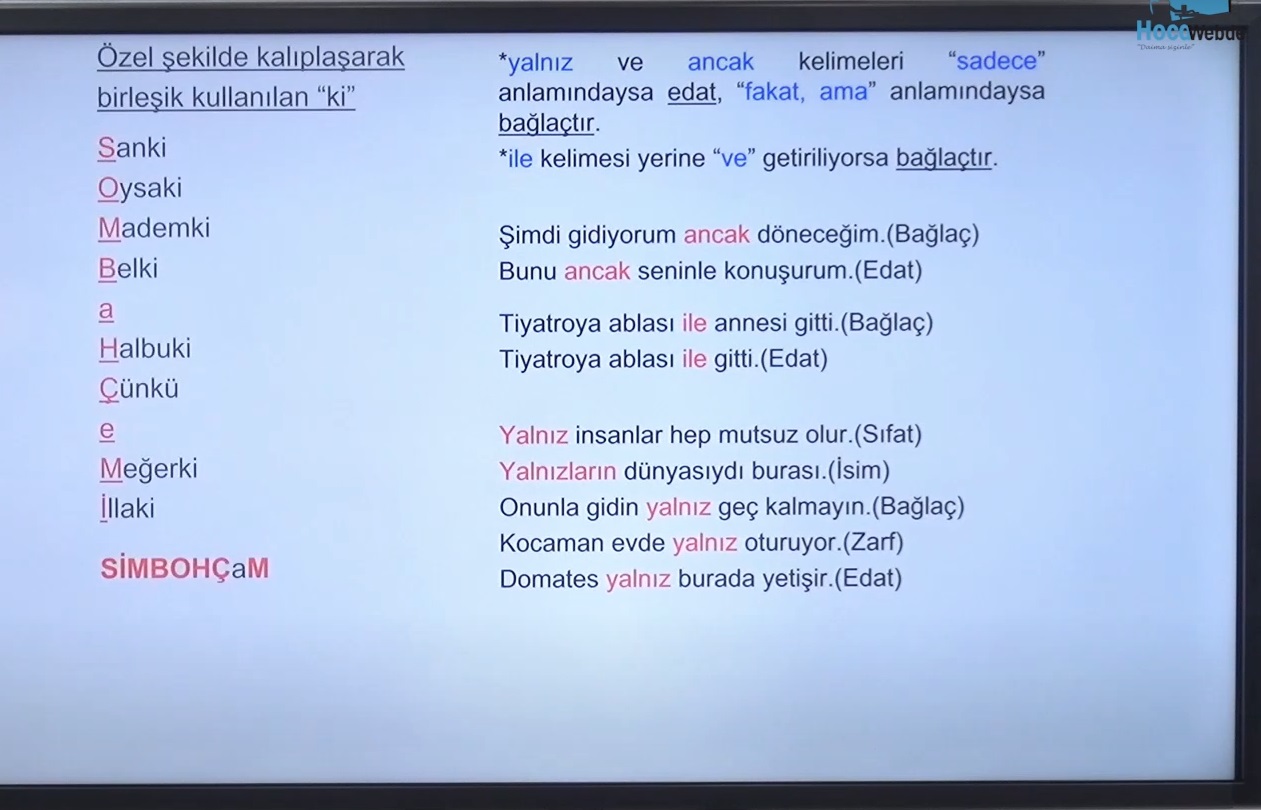 HocaWebde
"Daima sizinle"
Özel şekilde kalıplaşarak
birleşik kullanılan “ki”
Sanki
Oysaki
Mademki
Belki
a
Halbuki
Çünkü
e
Meğerki
İllaki
SİMBOHÇaM
*yalnız ve ancak kelimeleri “sadece”
anlamındaysa edat, “fakat, ama” anlamındaysa
bağlaçtır.
*ile kelimesi yerine “ve” getiriliyorsa bağlaçtır.
Şimdi gidiyorum ancak döneceğim.(Bağlaç)
Bunu ancak seninle konuşurum.(Edat)
Tiyatroya ablası ile annesi gitti.(Bağlaç)
Tiyatroya ablası ile gitti.(Edat)
Yalnız insanlar hep mutsuz olur.(Sıfat)
Yalnızların dünyasıydı burası.(İsim)
Onunla gidin yalnız geç kalmayın.(Bağlaç)
Kocaman evde yalnız oturuyor.(Zarf)
Domates yalnız burada yetişir.(Edat)